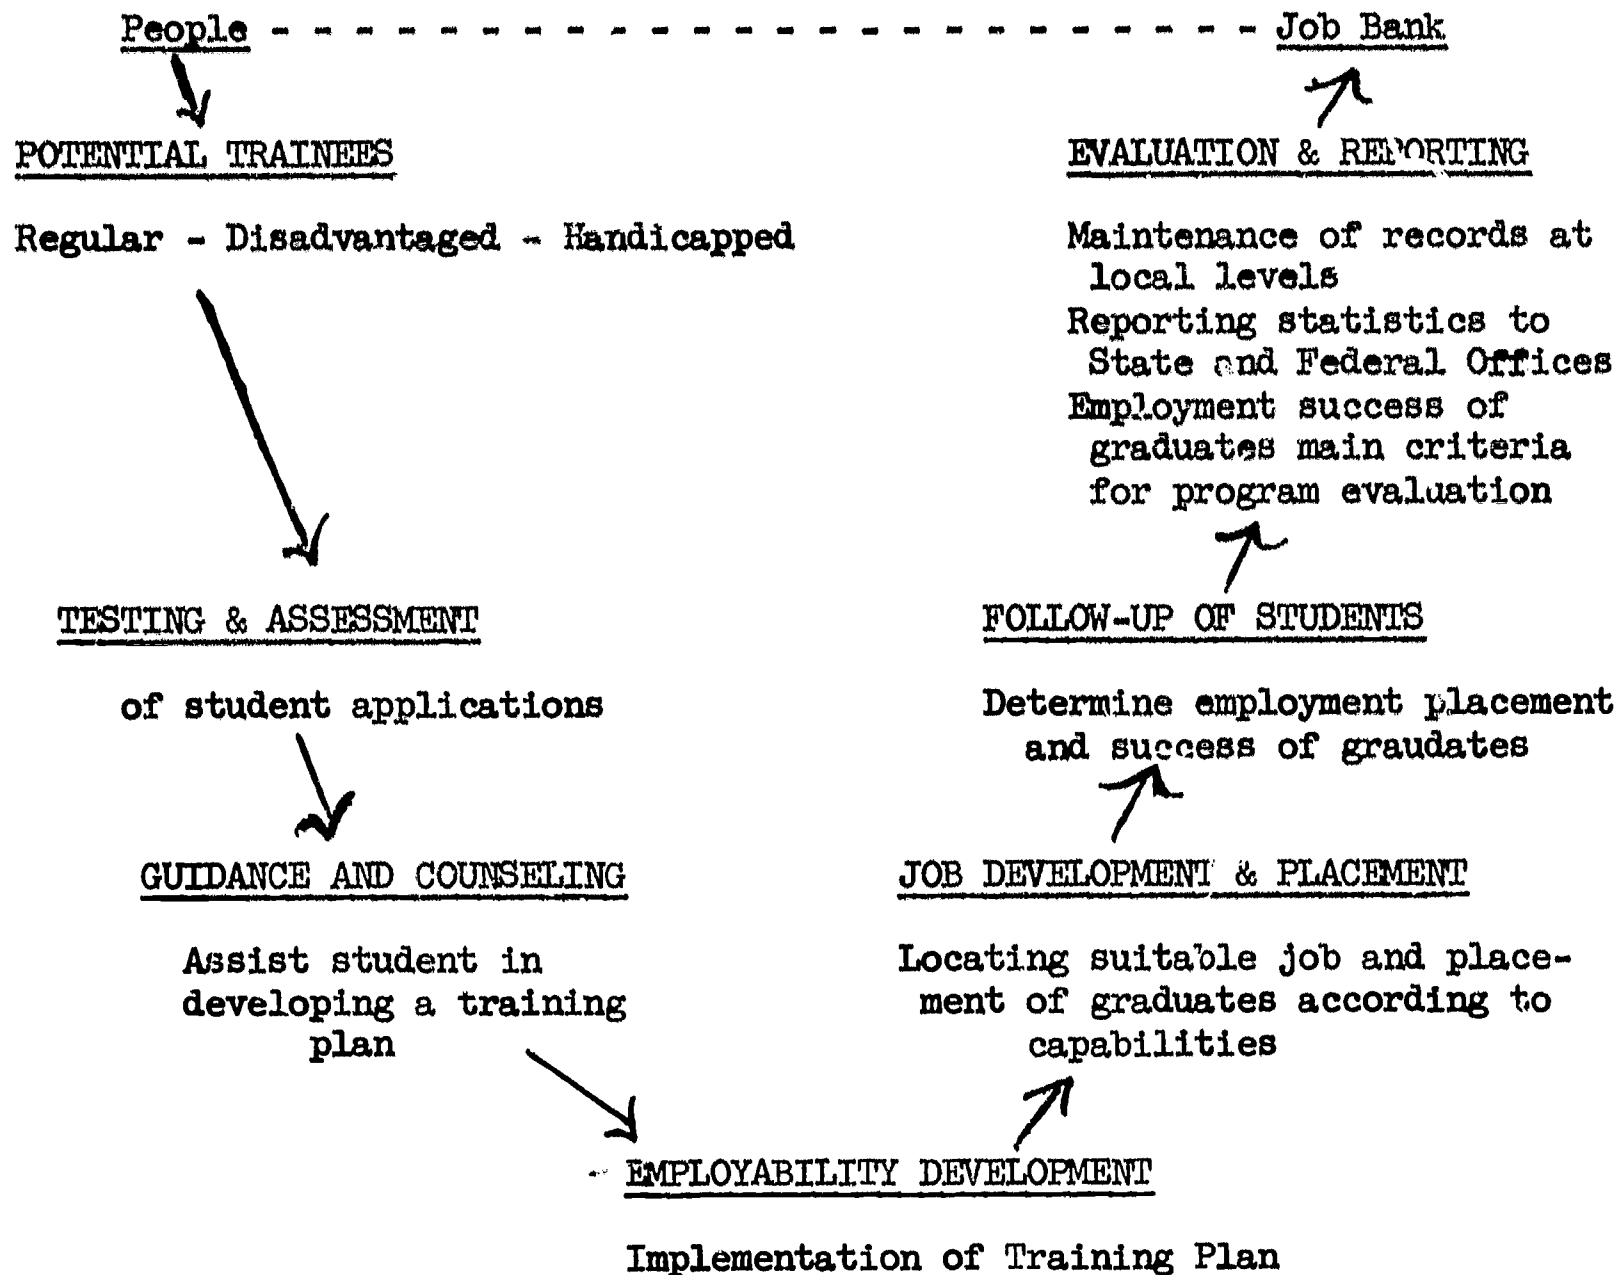 People - - - - - - - - - - - - - - - - - - - - - - - - Job Bank
POTENTIAL TRAINEES
Regular - Disadvantaged - Handicapped
TESTING & ASSESSMENT
of student applications
GUIDANCE AND COUNSELING
Assist student in
developing a training
plan
EMPLOYABILITY DEVELOPMENT
Implementation of Training Plan
JOB DEVELOPMENT & PLACEMENT
Locating suitable job and place-
ment of graduates according to
capabilities
FOLLOW-UP OF STUDENTS
Determine employment placement
and success of graudates
EVALUATION & REPORTING
Maintenance of records at
local levels
Reporting statistics to
State and Federal Offices
Employment success of
graduates main criteria
for program evaluation